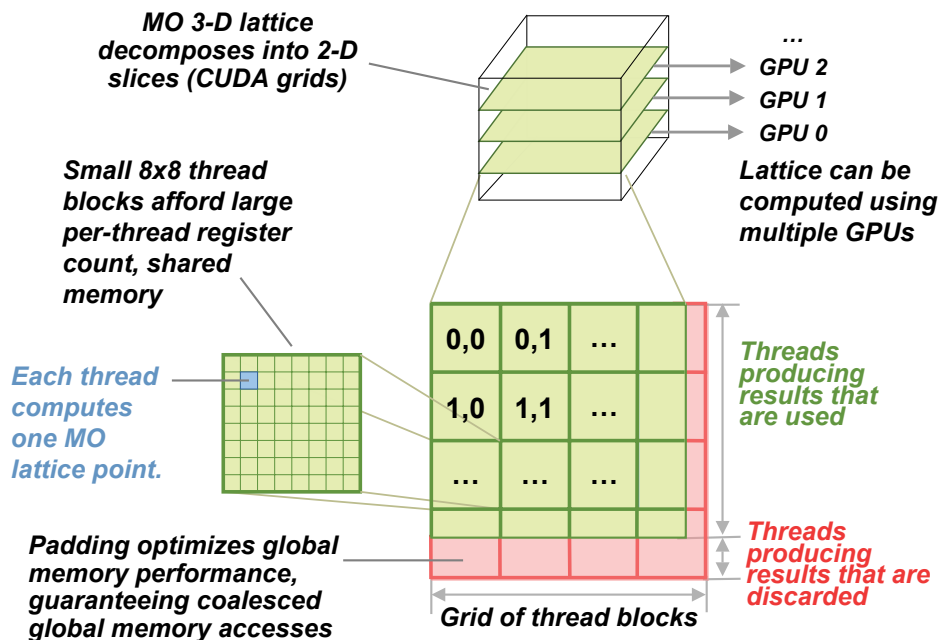 MO 3-D lattice
decomposes into 2-D
slices (CUDA grids)
...
GPU 2
GPU 1
GPU 0
Lattice can be
computed using
multiple GPUs
Small 8x8 thread
blocks afford large
per-thread register
count, shared
memory
Each thread
computes
one MO
lattice point.
0,0 0,1 ...
1,0 1,1 ...
... ... ...
Threads
producing
results that
are used
Padding optimizes global
memory performance,
guaranteeing coalesced
global memory accesses
Grid of thread blocks
Threads
producing
results that are
discarded